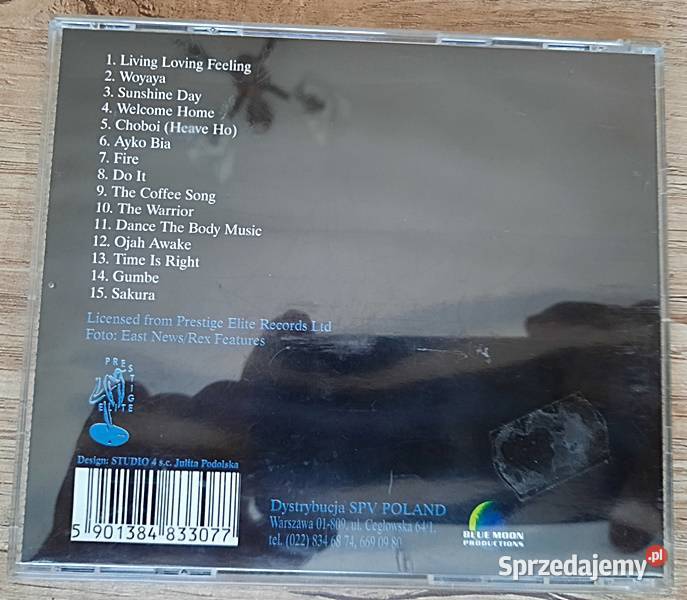 1. Living Loving Feeling
2. Woyaya
3. Sunshine Day
4. Welcome Home
5. Choboi (Heave Ho)
6. Ayko Bia
7. Fire
8. Do It
9. The Coffee Song
10. The Warrior
11. Dance The Body Music
12. Ojah Awake
13. Time Is Right
14. Gumbe
15. Sakura
Licensed from Prestige Elite Records Ltd
Foto: East News/Rex Features
PRESTIGE
ELITE
Design: STUDIO 4 s.c. Julita Podolska
5 901384 833077
Dystrybucja SPV POLAND
Warszawa 01-809, ul. Cegłowska 64/1.
tel. (022) 834 68 74, 669 09 80
BLUE MOON
PRODUCTIONS
Sprzedajemy.pl